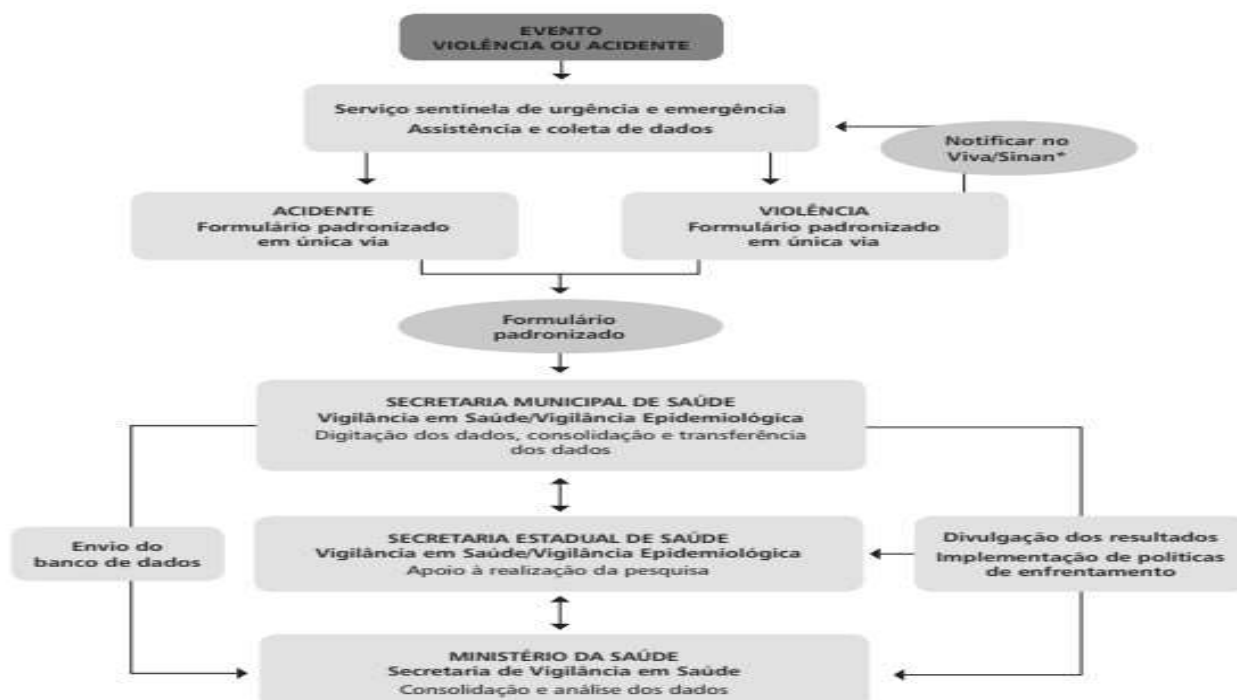 EVENTO
VIOLÊNCIA OU ACIDENTE
Serviço sentinela de urgência e emergência
Assistência e coleta de dados
Notificar no
Viva/Sinan*
ACIDENTE
Formulário padronizado
em única via
VIOLÊNCIA
Formulário padronizado
em única via
Formulário
padronizado
SECRETARIA MUNICIPAL DE SAÚDE
Vigilância em Saúde/Vigilância Epidemiológica
Digitação dos dados, consolidação e transferência
dos dados
Envio do
banco de dados
SECRETARIA ESTADUAL DE SAÚDE
Vigilância em Saúde/Vigilância Epidemiológica
Apoio à realização da pesquisa
Divulgação dos resultados
Implementação de políticas
de enfrentamento
MINISTÉRIO DA SAÚDE
Secretaria de Vigilância em Saúde
Consolidação e análise dos dados